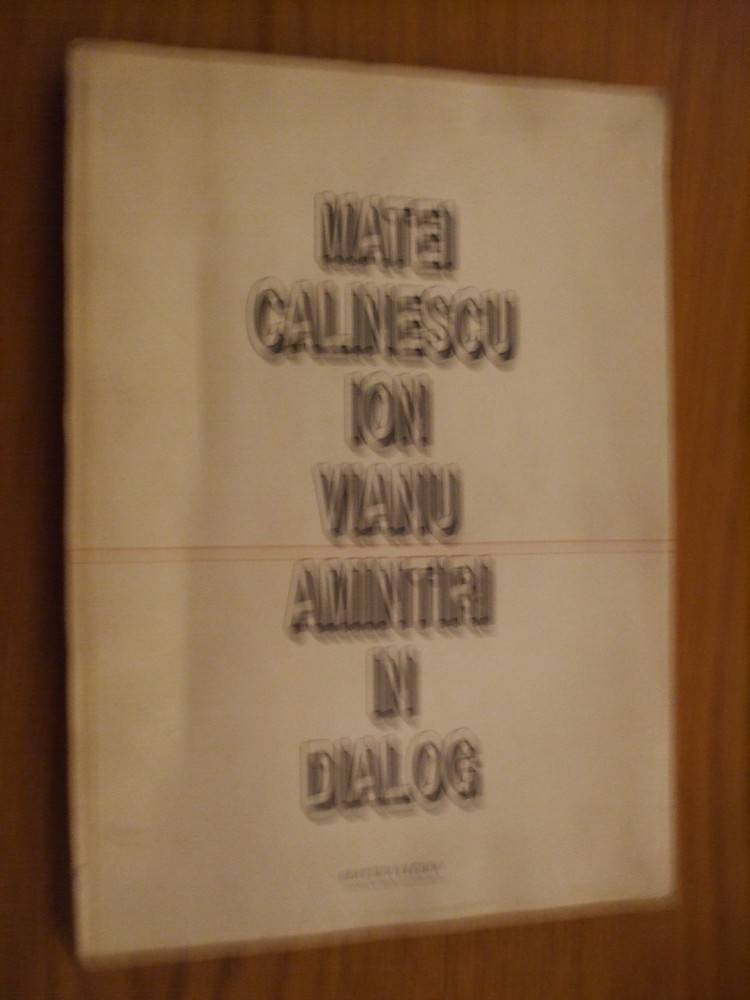 MATEI
CALINESCU
ION
VIANU
AMINTIRI
IN
DIALOG